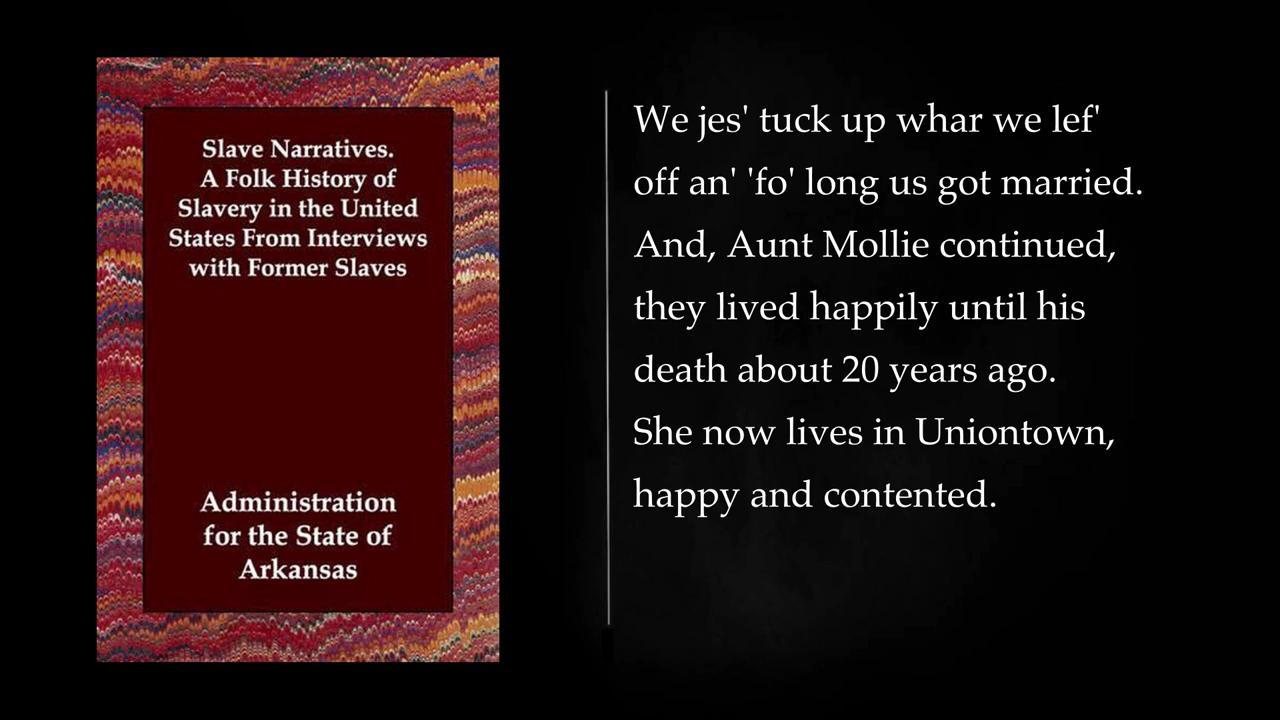 Slave Narratives.
A Folk History of
Slavery in the United
States From Interviews
with Former Slaves
Administration
for the State of
Arkansas
We jes' tuck up whar we lef'
off an' 'fo' long us got married.
And, Aunt Mollie continued,
they lived happily until his
death about 20 years ago.
She now lives in Uniontown,
happy and contented.